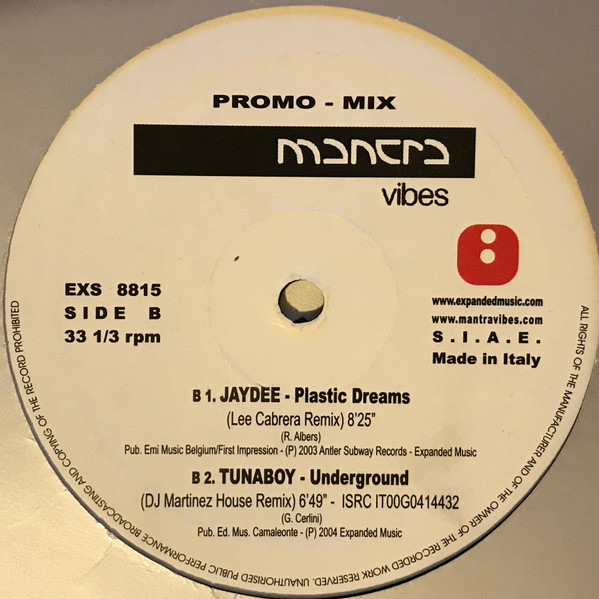 PROMO - MIX
mantra
vibes
EXS 8815
SIDE B
33 1/3 rpm
www.expandedmusic.com
www.mantravibes.com
S.I.A.E.
Made in Italy
B 1. JAYDEE - Plastic Dreams
(Lee Cabrera Remix) 8'25"
(R. Albers)
Pub. Emi Music Belgium/First Impression - (P) 2003 Antler Subway Records - Expanded Music
B 2. TUNABOY - Underground
(DJ Martinez House Remix) 6'49" - ISRC IT00G0414432
(G. Cerlini)
Pub. Ed. Mus. Camaleonte - (P) 2004 Expanded Music
ALL RIGHTS OF THE MANUFACTURER AND OF THE OWNER OF THE RECORDED WORK RESERVED. UNAUTHORISED PUBLIC PERFORMANCE BROADCASTING AND COPYING OF THE RECORD PROHIBITED